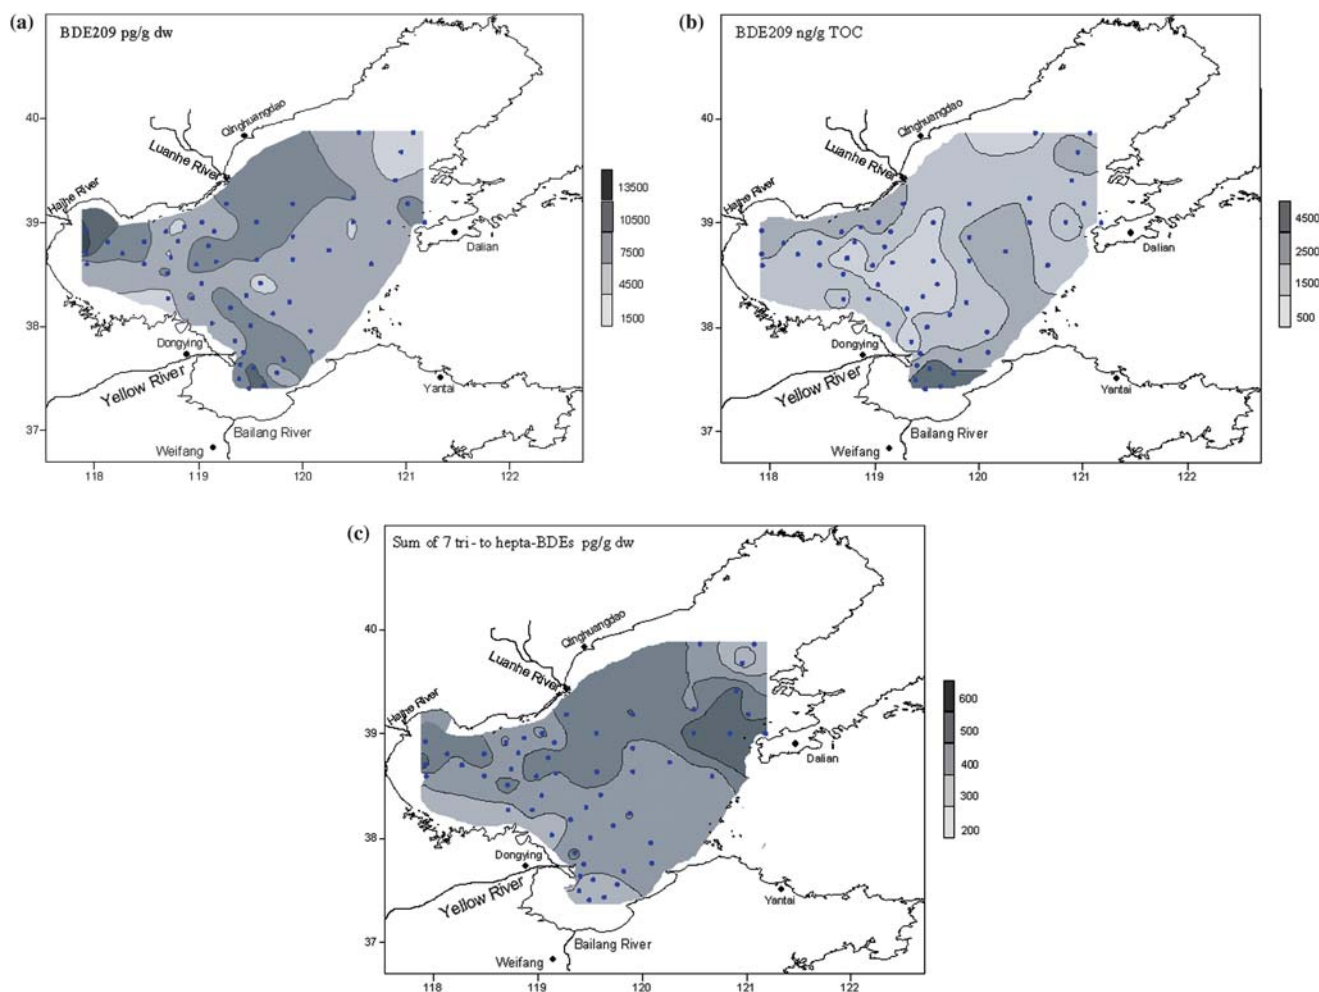 (a)
BDE209 pg/g dw
40
39
38
37
118
119
120
121
122
Qinghuangdao
Luanhe River
Haihe River
Dalian
Dongying
Yellow River
Yantai
Bailang River
Weifang
13500
10500
7500
4500
1500
(b)
BDE209 ng/g TOC
40
39
38
37
118
119
120
121
122
Qinghuangdao
Luanhe River
Haihe River
Dalian
Dongying
Yellow River
Yantai
Bailang River
Weifang
4500
2500
1500
500
(c)
Sum of 7 tri- to hepta-BDEs pg/g dw
40
39
38
37
118
119
120
121
122
Qinghuangdao
Luanhe River
Haihe River
Dalian
Dongying
Yellow River
Yantai
Bailang River
Weifang
600
500
400
300
200